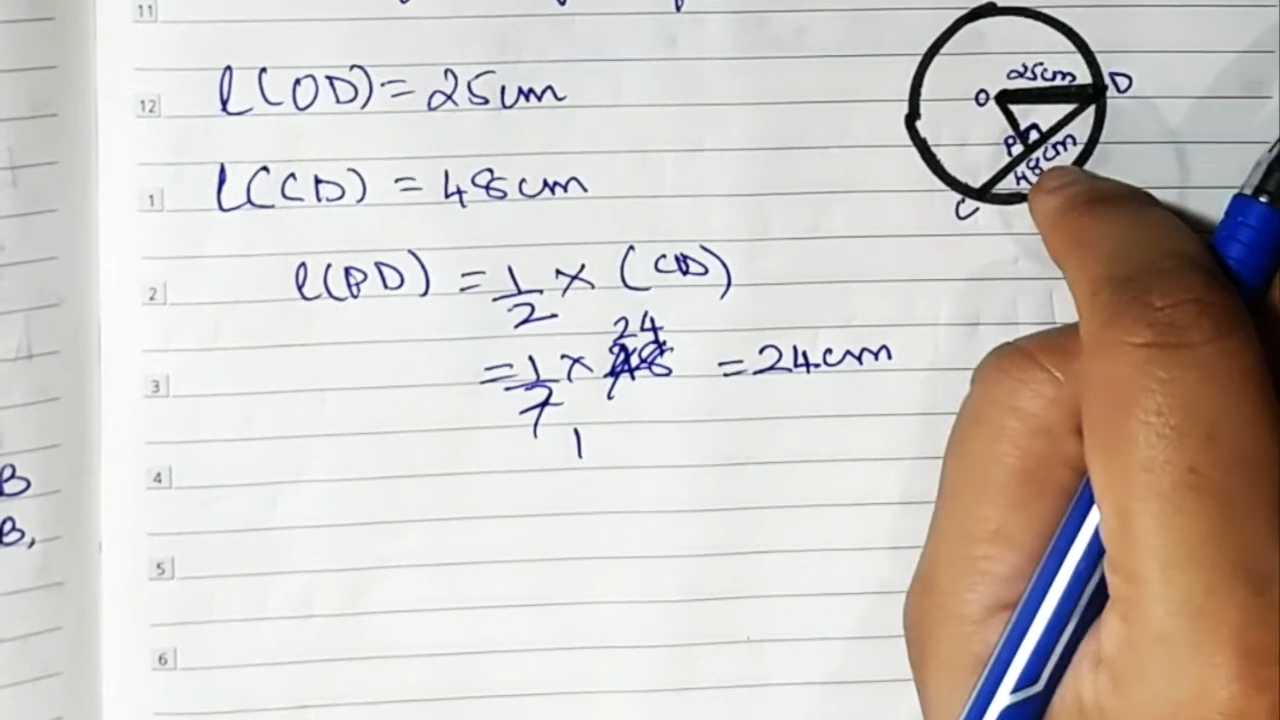 11
12 l(OD) = 25cm
1 l(CD) = 48cm
2 l(PD) = 1/2 × (CD)
24
3 = 1/2 × 48 = 24cm
1
4
5
6
B
B,
25cm
O D
P
48cm
C